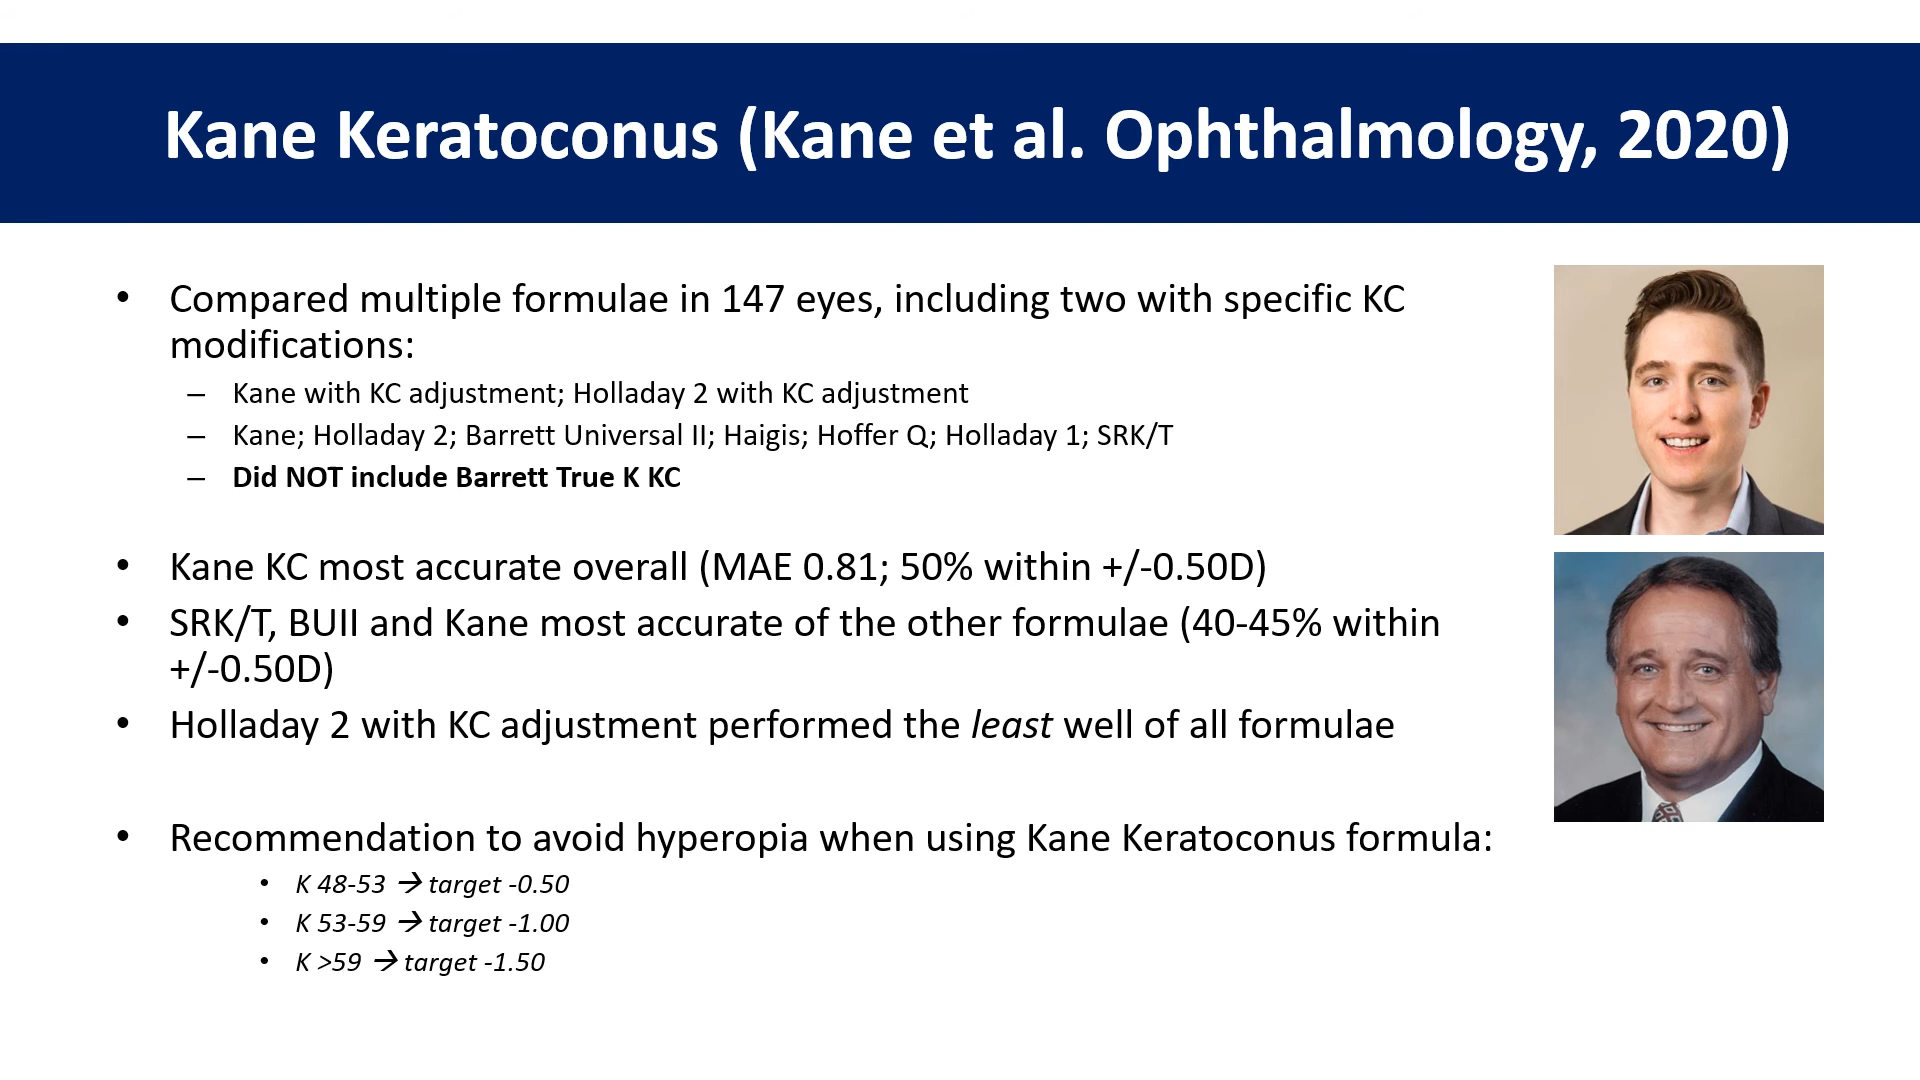 Kane Keratoconus (Kane et al. Ophthalmology, 2020)
• Compared multiple formulae in 147 eyes, including two with specific KC
modifications:
– Kane with KC adjustment; Holladay 2 with KC adjustment
– Kane; Holladay 2; Barrett Universal II; Haigis; Hoffer Q; Holladay 1; SRK/T
– Did NOT include Barrett True K KC
• Kane KC most accurate overall (MAE 0.81; 50% within +/-0.50D)
• SRK/T, BUII and Kane most accurate of the other formulae (40-45% within
+/-0.50D)
• Holladay 2 with KC adjustment performed the least well of all formulae
• Recommendation to avoid hyperopia when using Kane Keratoconus formula:
• K 48-53 → target -0.50
• K 53-59 → target -1.00
• K >59 → target -1.50